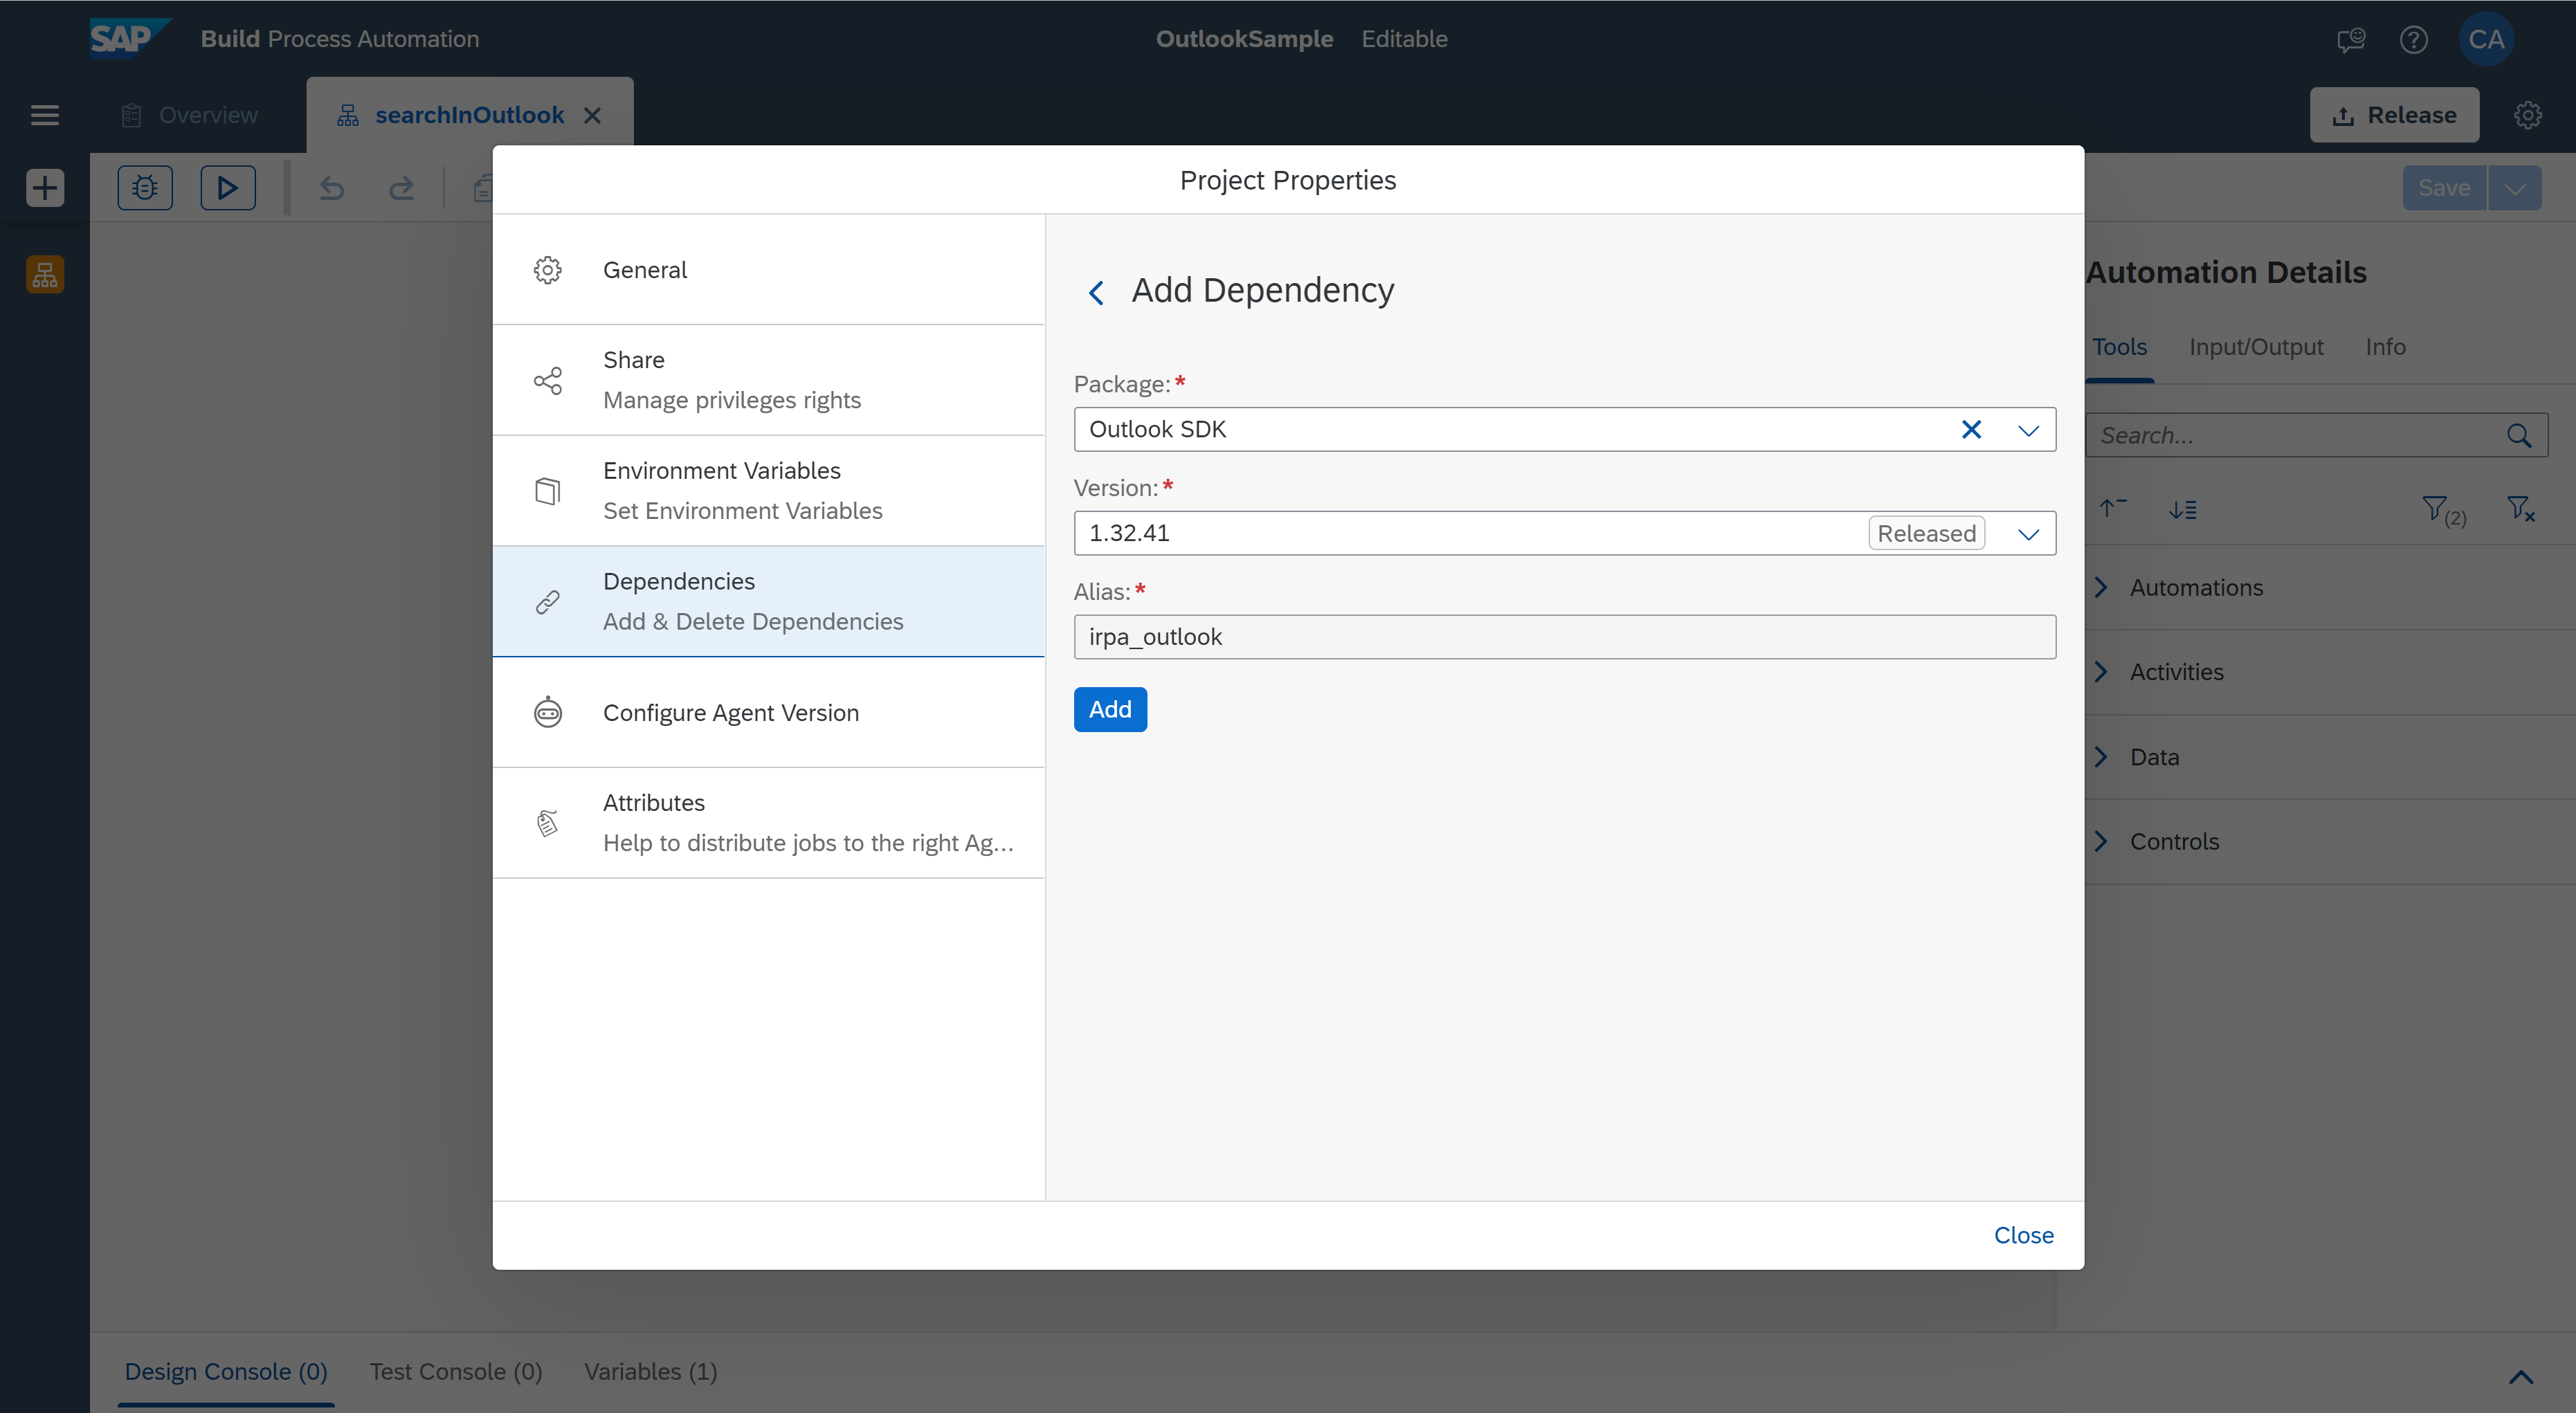 SAP Build Process Automation
OutlookSample Editable
CA
Overview
searchInOutlook
Release
Save
Project Properties
General
Share
Manage privileges rights
Environment Variables
Set Environment Variables
Dependencies
Add & Delete Dependencies
Configure Agent Version
Attributes
Help to distribute jobs to the right Ag...
Add Dependency
Package:*
Outlook SDK
Version:*
1.32.41 Released
Alias:*
irpa_outlook
Add
Close
Automation Details
Tools Input/Output Info
Search...
(2)
Automations
Activities
Data
Controls
Design Console (0) Test Console (0) Variables (1)